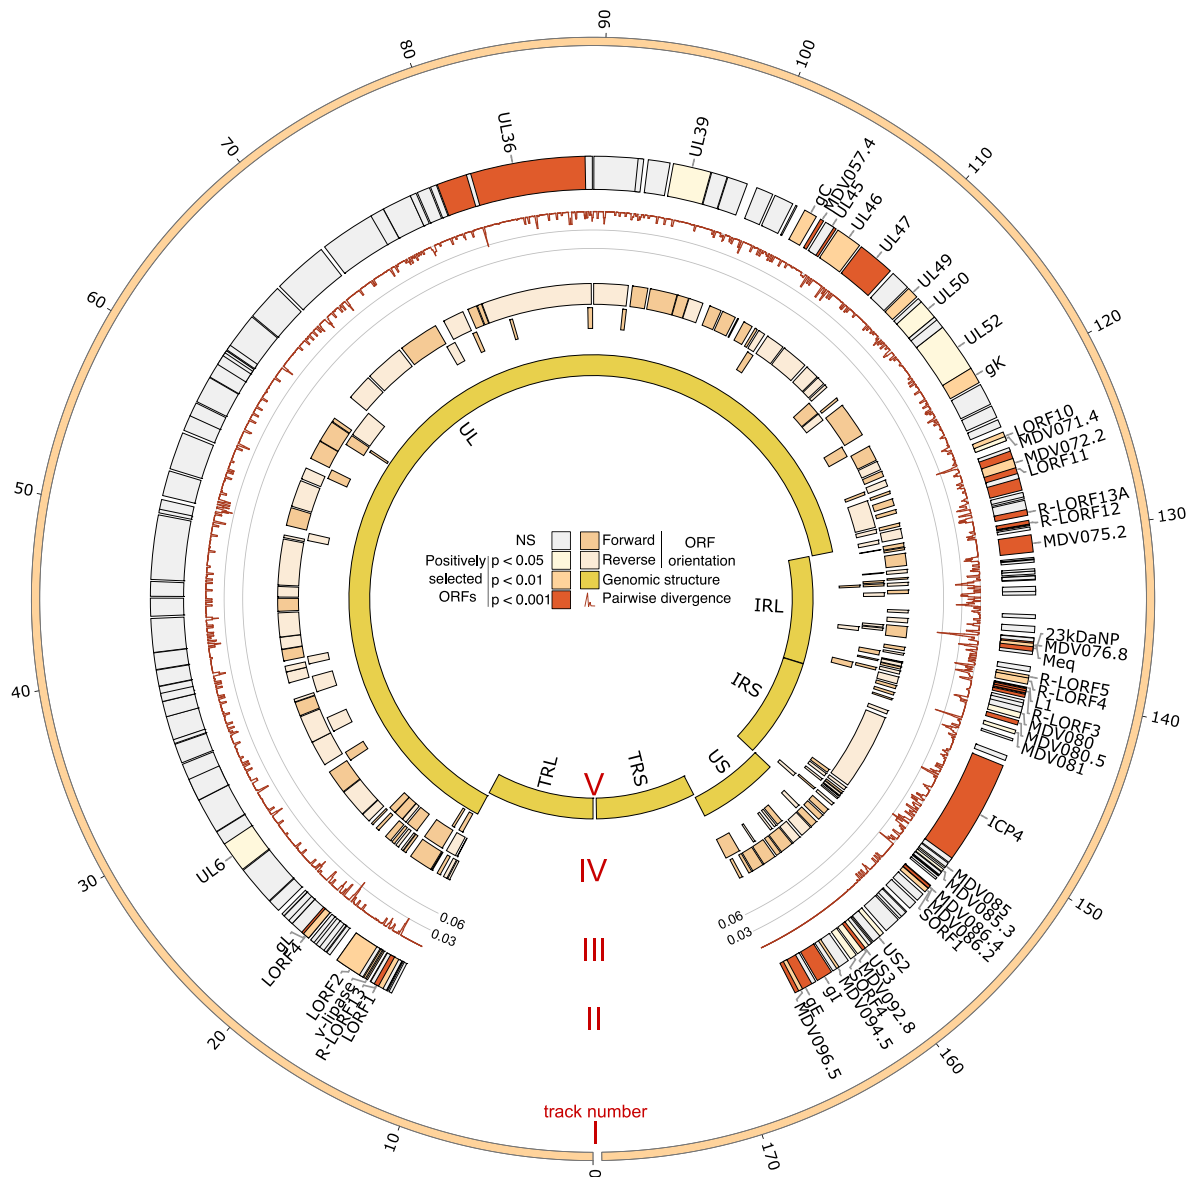 90
80
100
70
110
60
120
50
130
40
140
30
150
20
160
10
170
0
UL36
UL39
gC
MDV057.4
UL45
UL46
UL47
UL49
UL50
UL52
gK
LORF10
MDV071.4
MDV072.2
LORF11
R-LORF13A
R-LORF12
MDV075.2
23kDaNP
MDV076.8
Meq
R-LORF5
R-LORF4
L1
R-LORF3
MDV080
MDV080.5
MDV081
ICP4
MDV085
MDV085.3
MDV086.4
MDV086.2
SORF1
US2
US3
MDV092.8
SORF4
MDV094.5
gI
gE
MDV096.5
UL6
gL
LORF4
LORF2
v-lipase
R-LORF13
LORF1
UL
IRL
IRS
US
TRS
TRL
NS
Positively
selected
ORFs
p < 0.05
p < 0.01
p < 0.001
Forward
Reverse
ORF
orientation
Genomic structure
Pairwise divergence
0.06
0.03
0.06
0.03
V
IV
III
II
track number
I